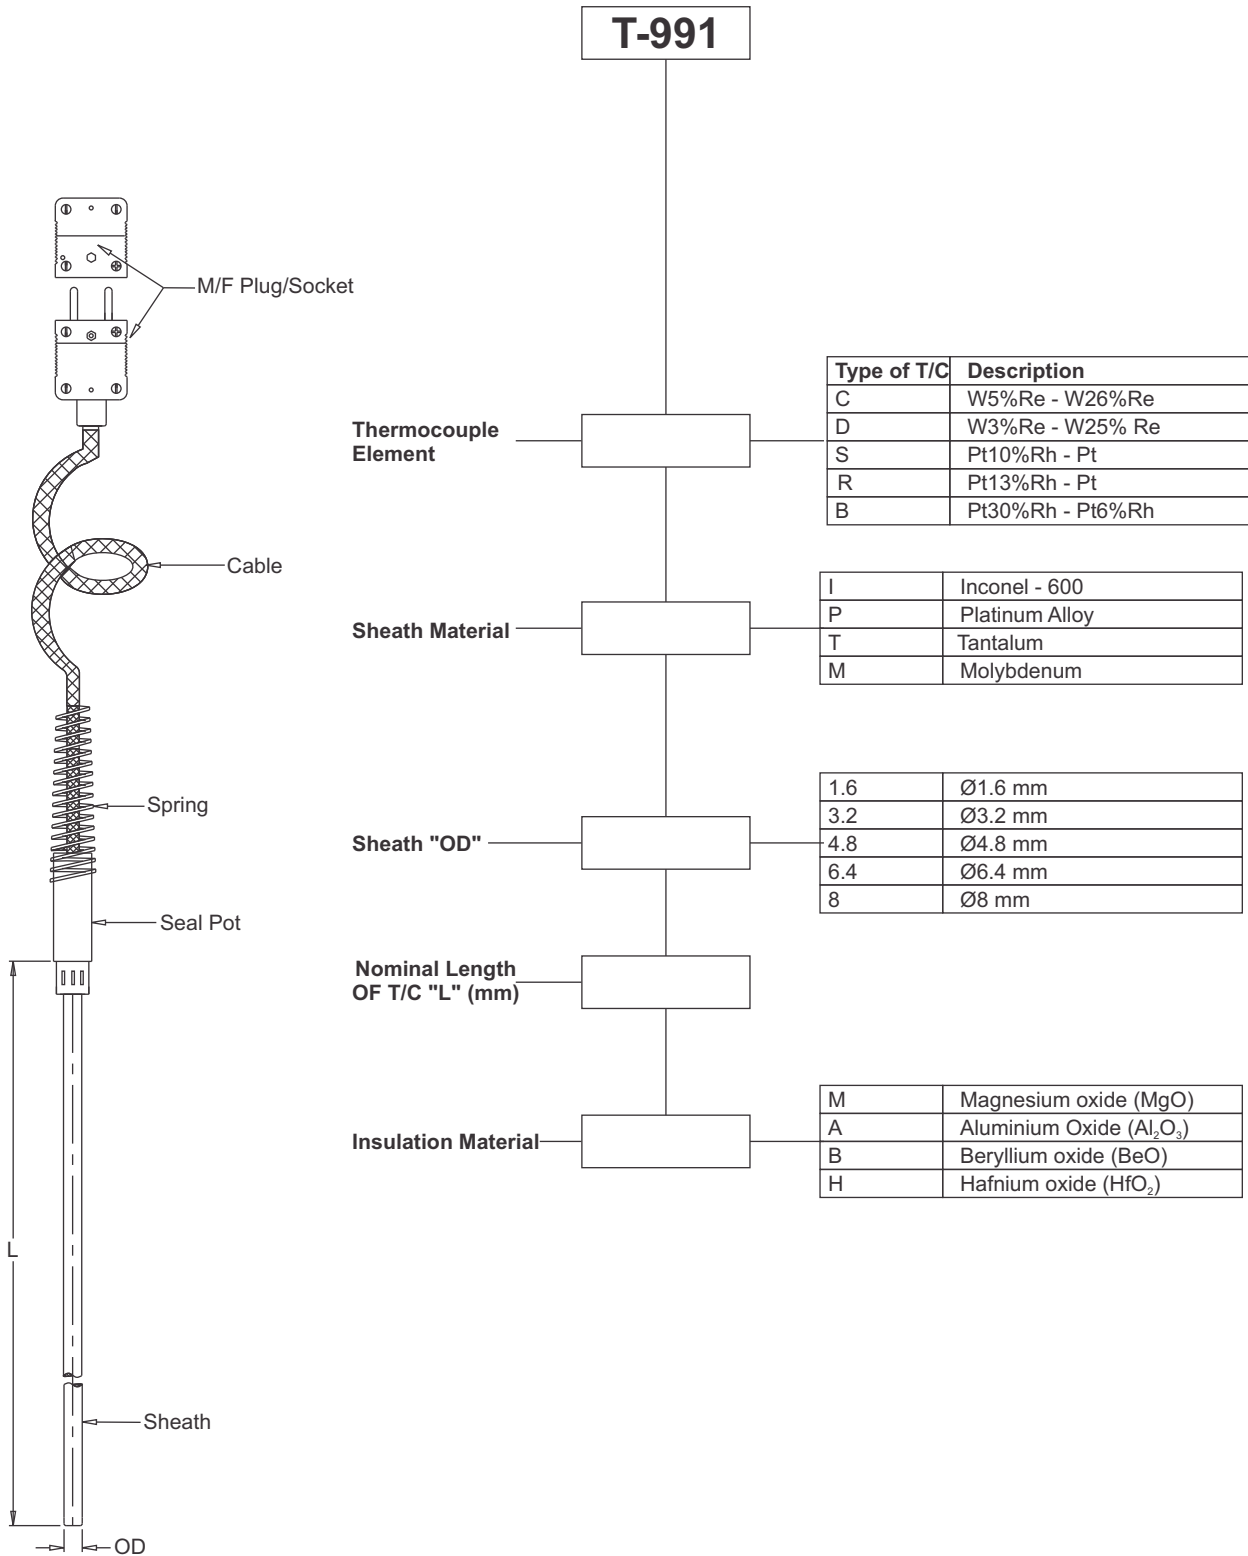 T-991
M/F Plug/Socket
Cable
Spring
Seal Pot
L
Sheath
OD
Thermocouple
Element
Type of T/C Description
C W5%Re - W26%Re
D W3%Re - W25% Re
S Pt10%Rh - Pt
R Pt13%Rh - Pt
B Pt30%Rh - Pt6%Rh
Sheath Material
I Inconel - 600
P Platinum Alloy
T Tantalum
M Molybdenum
Sheath "OD"
1.6 Ø1.6 mm
3.2 Ø3.2 mm
4.8 Ø4.8 mm
6.4 Ø6.4 mm
8 Ø8 mm
Nominal Length
OF T/C "L" (mm)
Insulation Material
M Magnesium oxide (MgO)
A Aluminium Oxide (Al₂O₃)
B Beryllium oxide (BeO)
H Hafnium oxide (HfO₂)